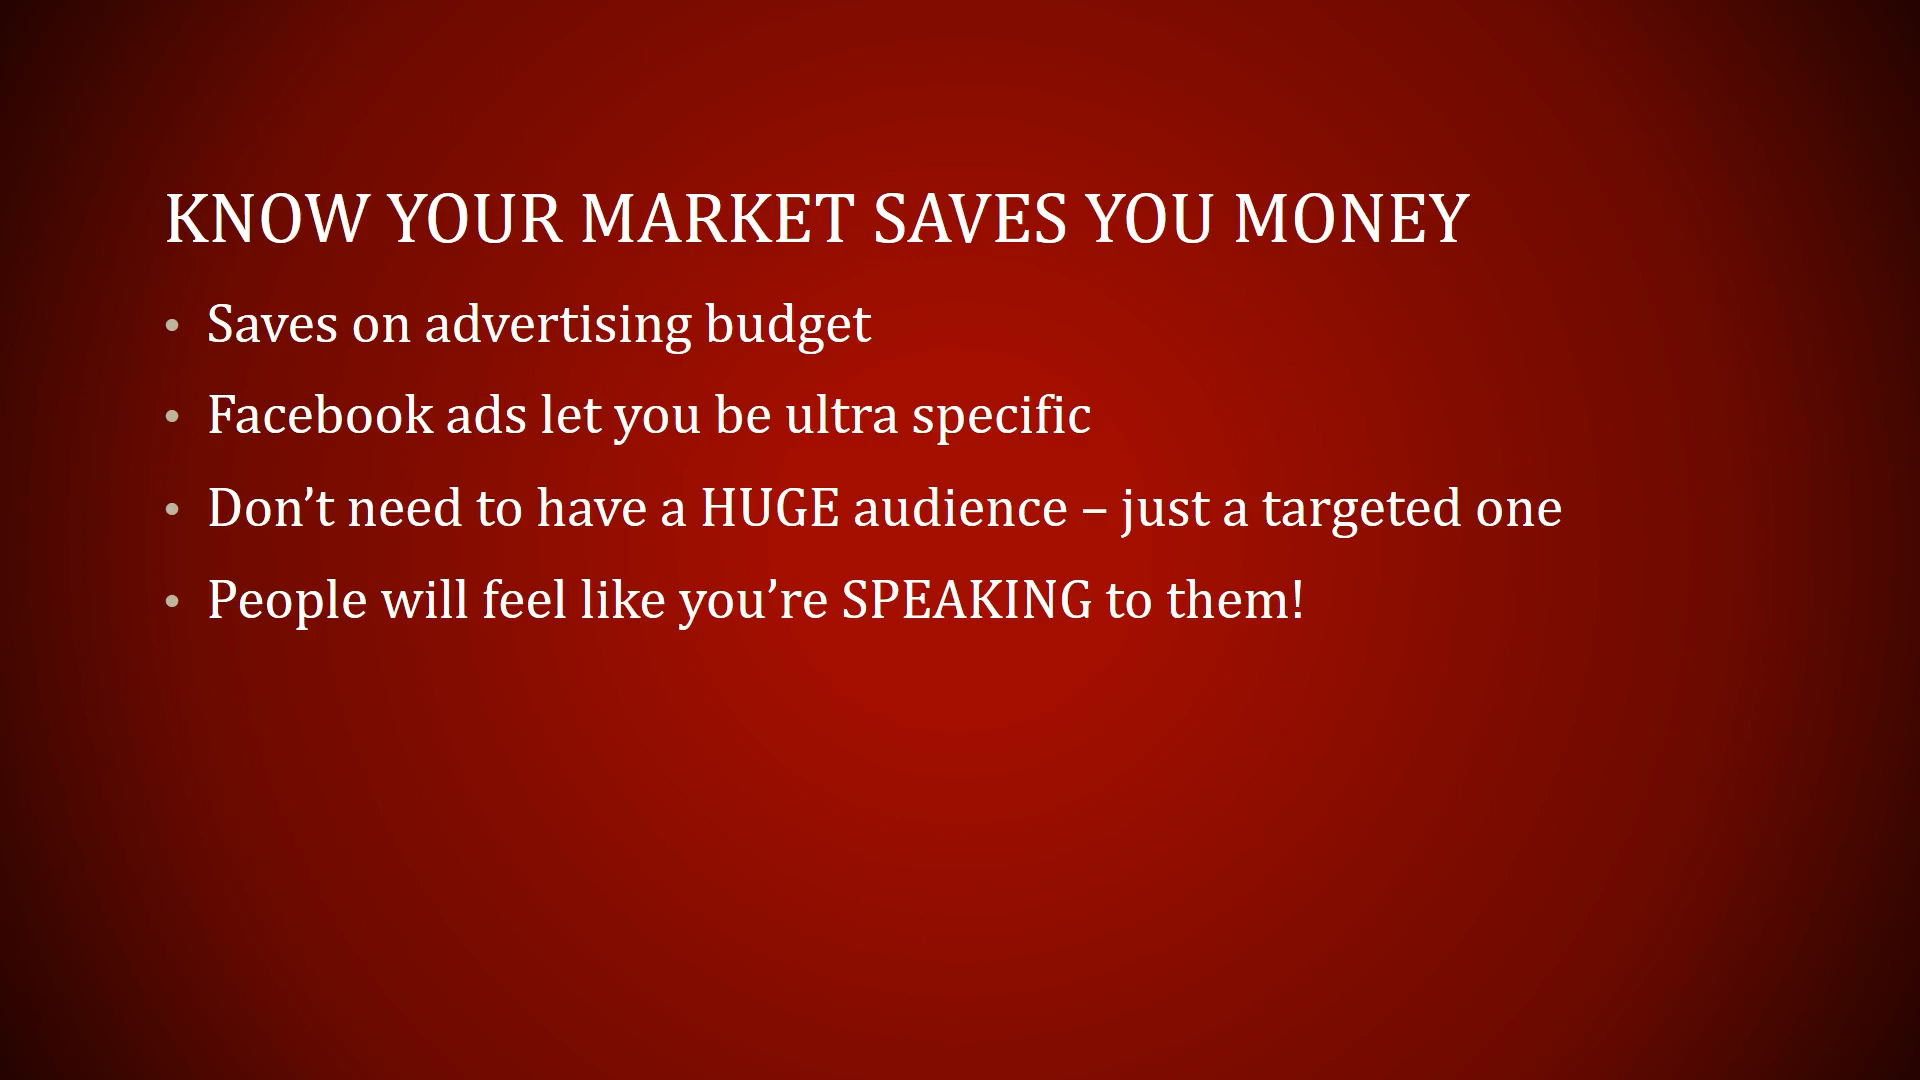 KNOW YOUR MARKET SAVES YOU MONEY
• Saves on advertising budget
• Facebook ads let you be ultra specific
• Don’t need to have a HUGE audience – just a targeted one
• People will feel like you’re SPEAKING to them!